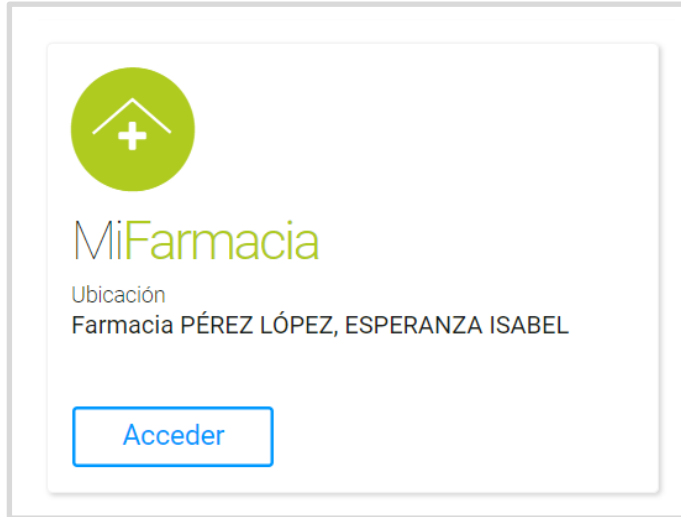 MiFarmacia
Ubicación
Farmacia PÉREZ LÓPEZ, ESPERANZA ISABEL
Acceder